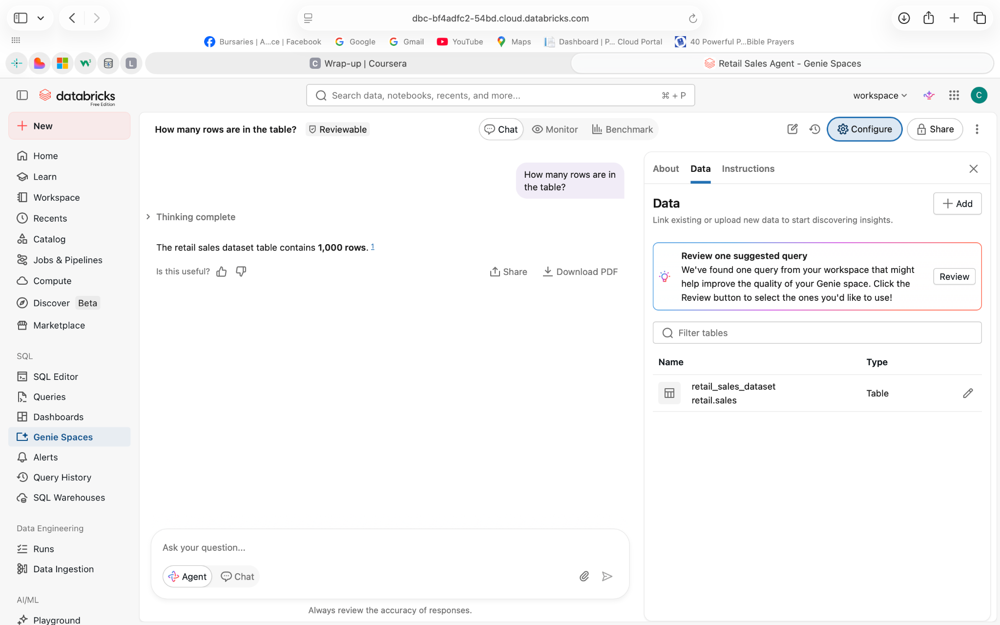 dbc-bf4adfc2-54bd.cloud.databricks.com
Bursaries | A...ce | Facebook
Google
Gmail
YouTube
Maps
Dashboard | P... Cloud Portal
40 Powerful P...Bible Prayers
L
C Wrap-up | Coursera
Retail Sales Agent - Genie Spaces
databricks
Free Edition
Search data, notebooks, recents, and more...
⌘ + P
workspace
C
New
Home
Learn
Workspace
Recents
Catalog
Jobs & Pipelines
Compute
Discover Beta
Marketplace
SQL
SQL Editor
Queries
Dashboards
Genie Spaces
Alerts
Query History
SQL Warehouses
Data Engineering
Runs
Data Ingestion
AI/ML
Playground
How many rows are in the table?
Reviewable
Chat
Monitor
Benchmark
Configure
Share
How many rows are in
the table?
Thinking complete
The retail sales dataset table contains 1,000 rows. 1
Is this useful?
Share
Download PDF
Ask your question...
Agent
Chat
Always review the accuracy of responses.
About
Data
Instructions
Data
Add
Link existing or upload new data to start discovering insights.
Review one suggested query
We've found one query from your workspace that might
help improve the quality of your Genie space. Click the
Review button to select the ones you'd like to use!
Review
Filter tables
Name
Type
retail_sales_dataset
retail.sales
Table